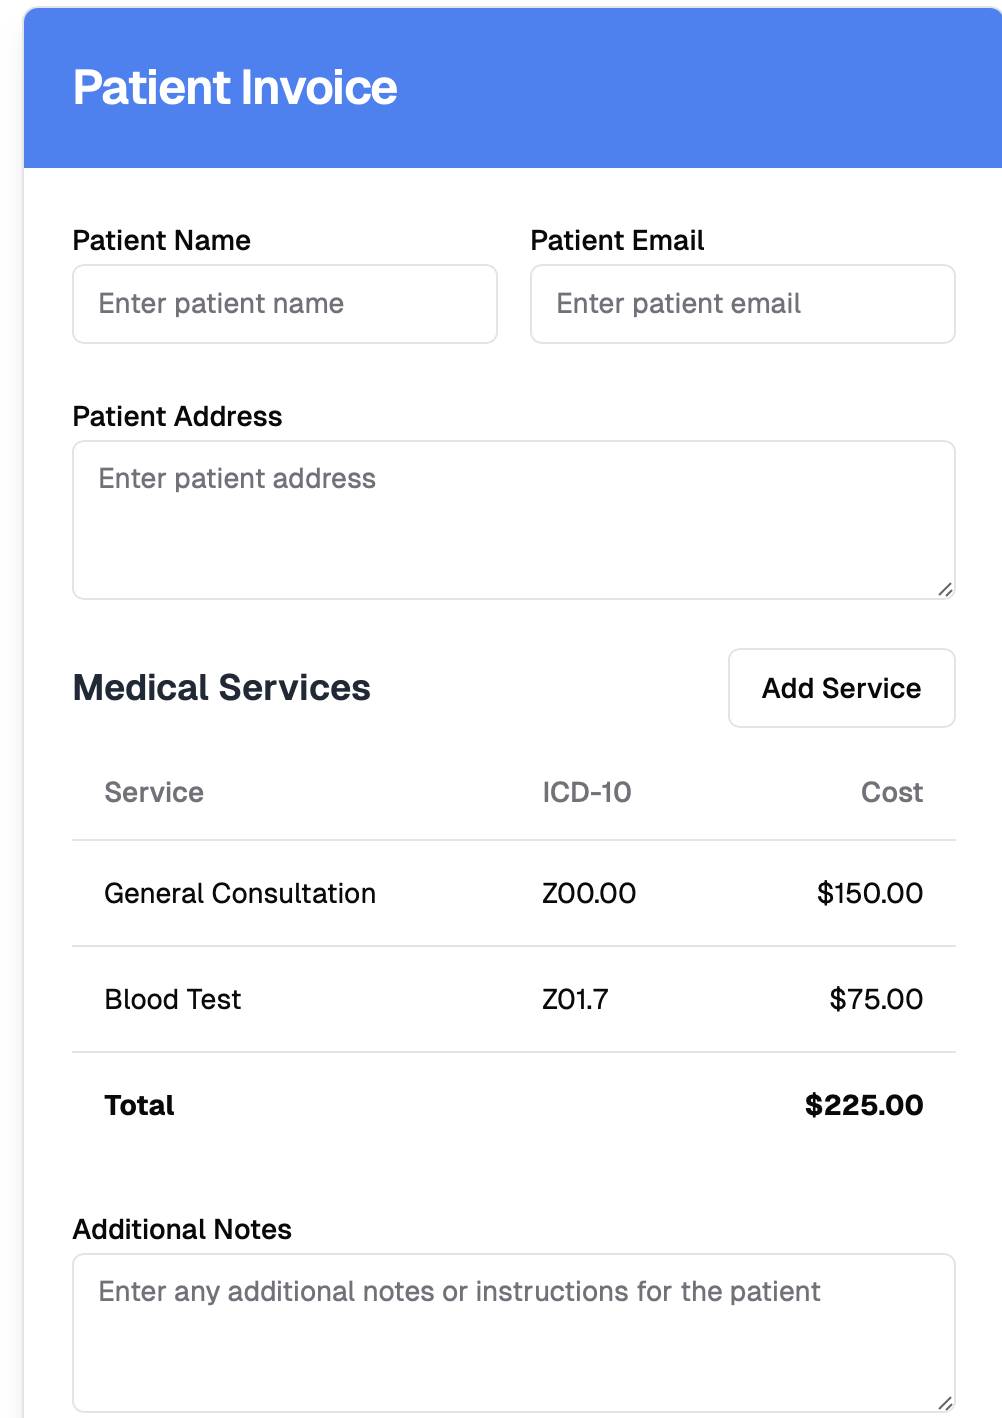 Patient Invoice
Patient Name Patient Email
Enter patient name Enter patient email
Patient Address
Enter patient address
Medical Services Add Service
Service ICD-10 Cost
General Consultation Z00.00 $150.00
Blood Test Z01.7 $75.00
Total $225.00
Additional Notes
Enter any additional notes or instructions for the patient